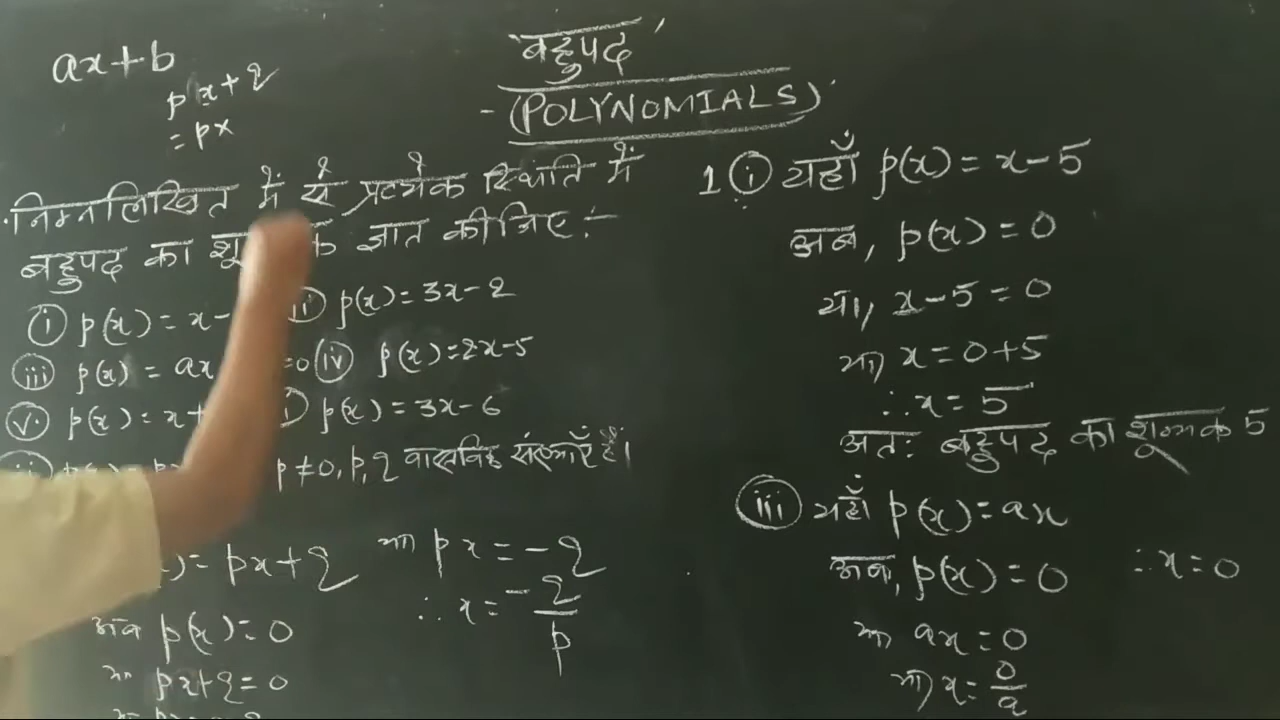 ax+b
px+q
=px
'बहुपद'
(POLYNOMIALS)
निम्नलिखित में से प्रत्येक स्थिति में
बहुपद का ज्ञात कीजिए:-
(i) p(x)=x- p(x)=3x-2
(iii) p(x)=ax =0 (iv) p(x)=2x-5
(v) p(x)=x+ p(x)=3x-6
p≠0, p, q वास्तविक संख्याएँ हैं।
)=px+q
अब p(x)=0
या px+q=0
या px=-q
∴x=-q/p
1 (i) यहाँ p(x)=x-5
अब, p(x)=0
या, x-5=0
या x=0+5
∴x=5
अतः बहुपद का शून्यक 5
(iii) यहाँ p(x)=ax
अब, p(x)=0
या ax=0
या x=0/a
∴x=0